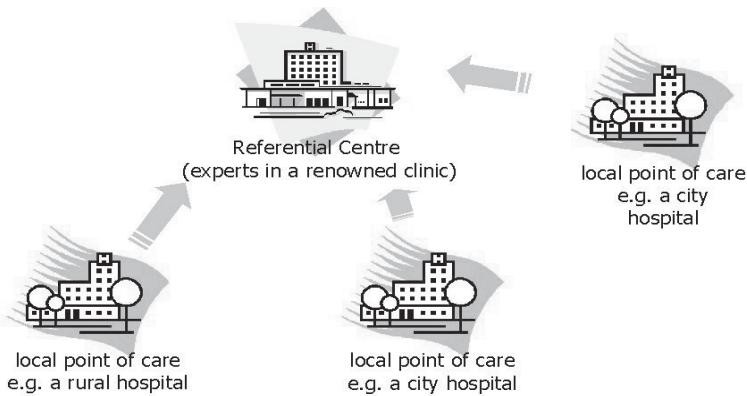 Referential Centre
(experts in a renowned clinic)
local point of care
e.g. a city
hospital
local point of care
e.g. a rural hospital
local point of care
e.g. a city hospital